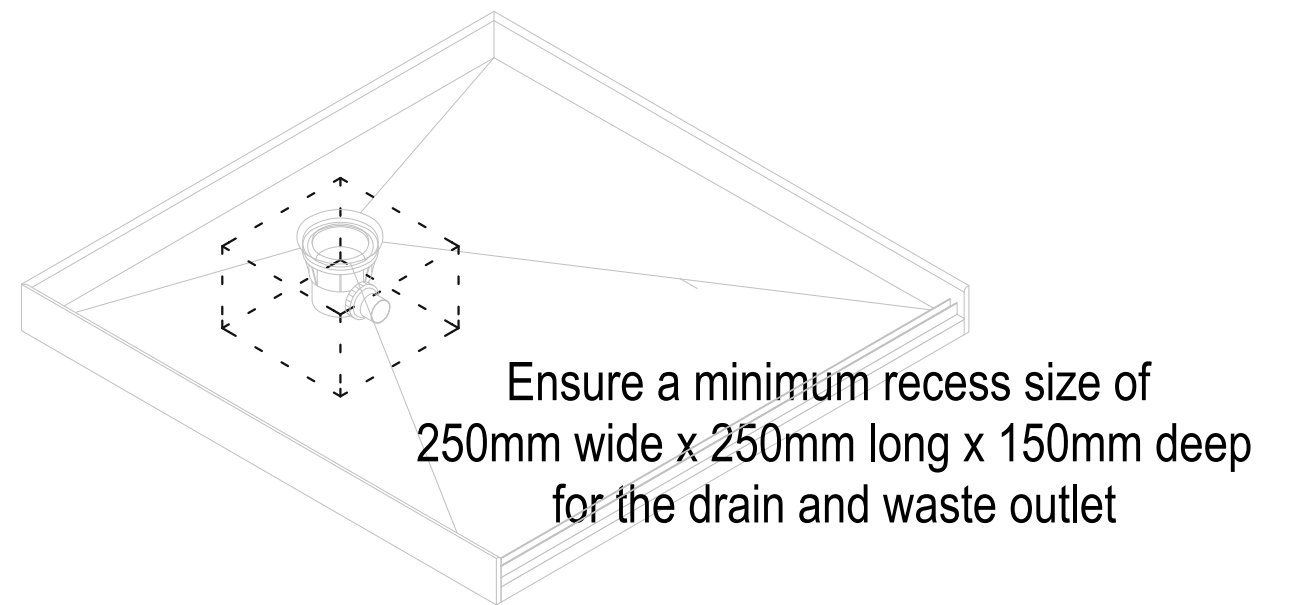 Ensure a minimum recess size of
250mm wide x 250mm long x 150mm deep
for the drain and waste outlet